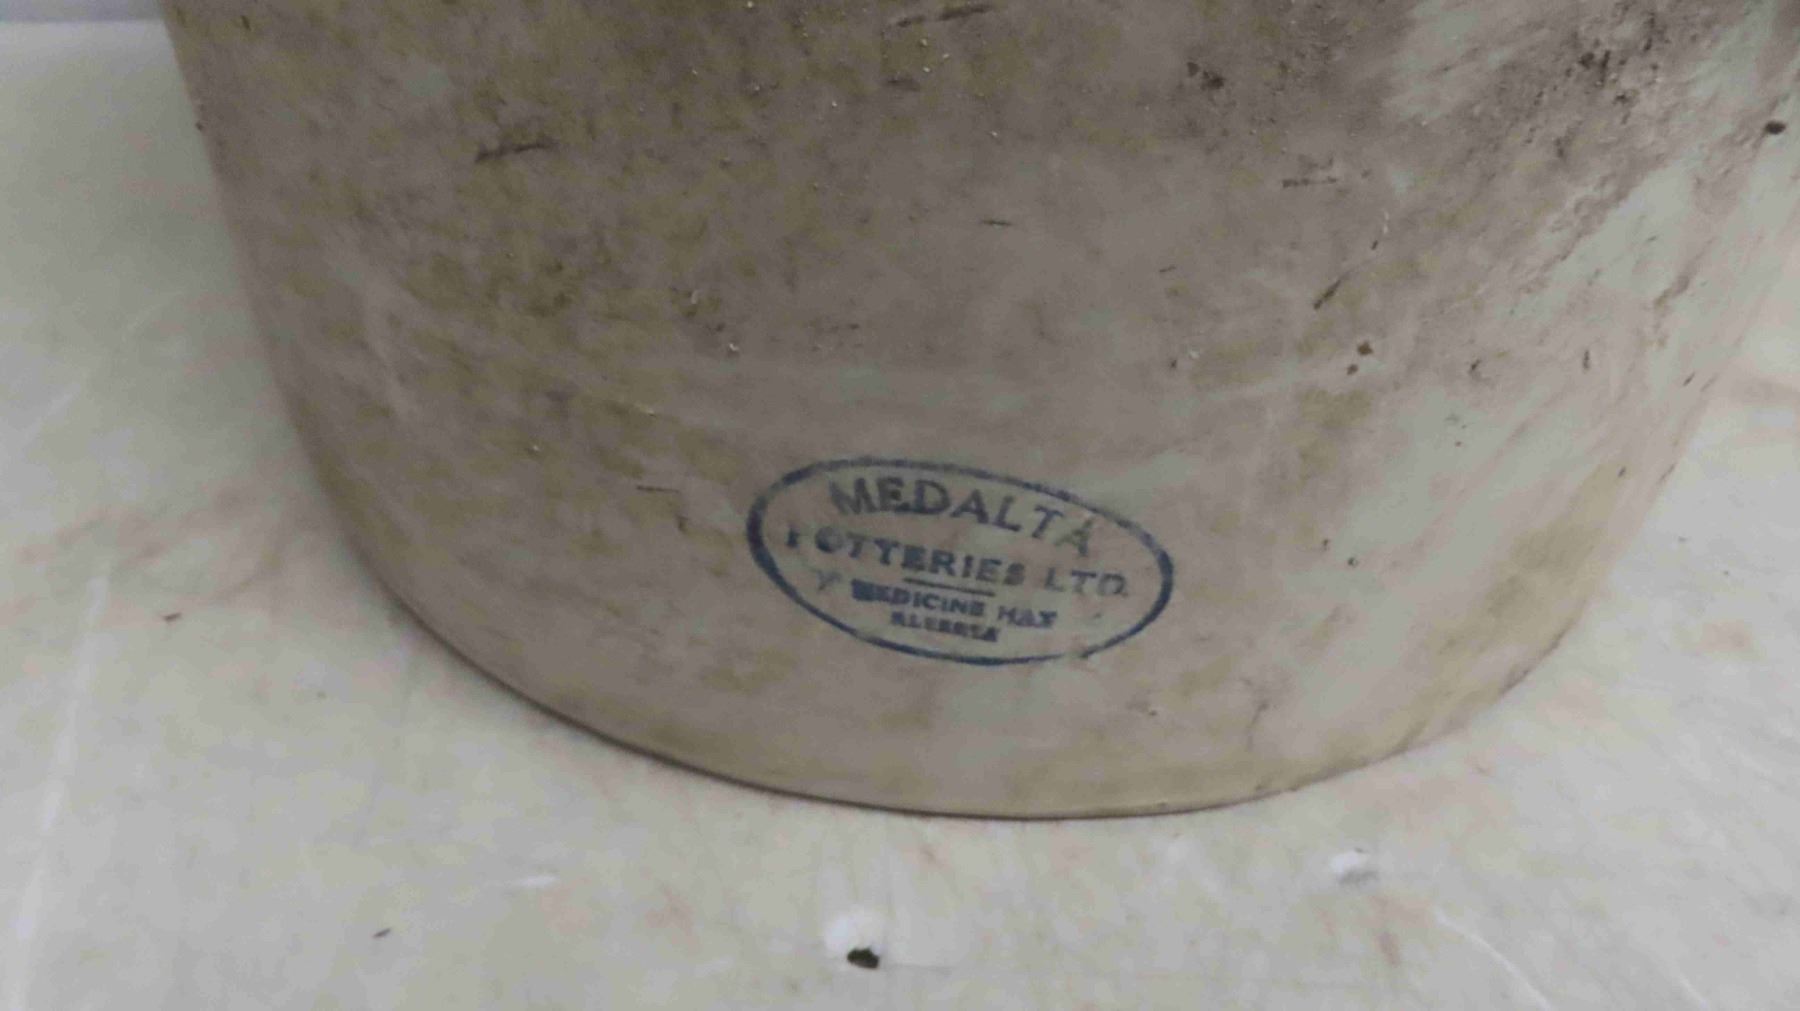 MEDALTA
POTTERIES LTD.
MEDICINE HAT
ALBERTA